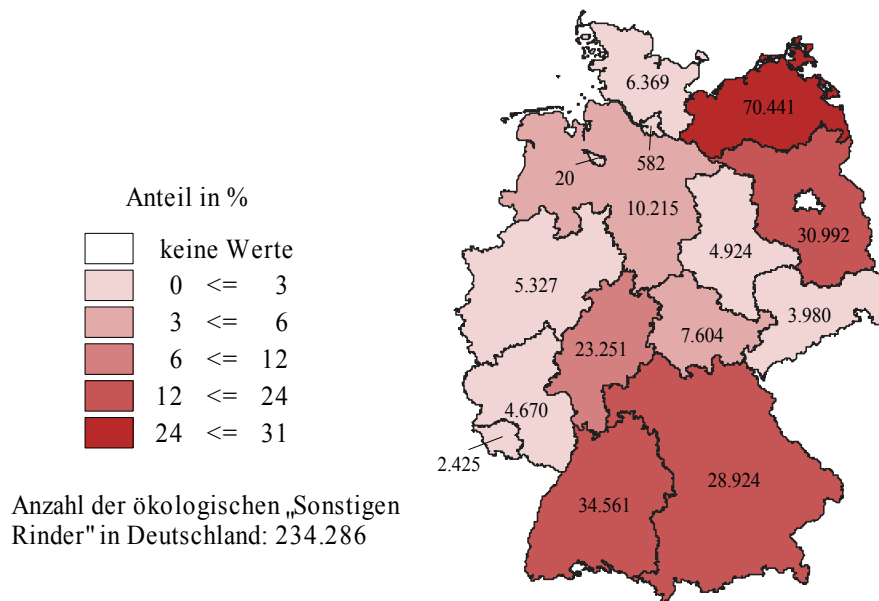 6.369
70.441
582
20
10.215
30.992
4.924
5.327
3.980
7.604
23.251
4.670
2.425
28.924
34.561
Anteil in %
keine Werte
0 <= 3
3 <= 6
6 <= 12
12 <= 24
24 <= 31
Anzahl der ökologischen „Sonstigen
Rinder" in Deutschland: 234.286